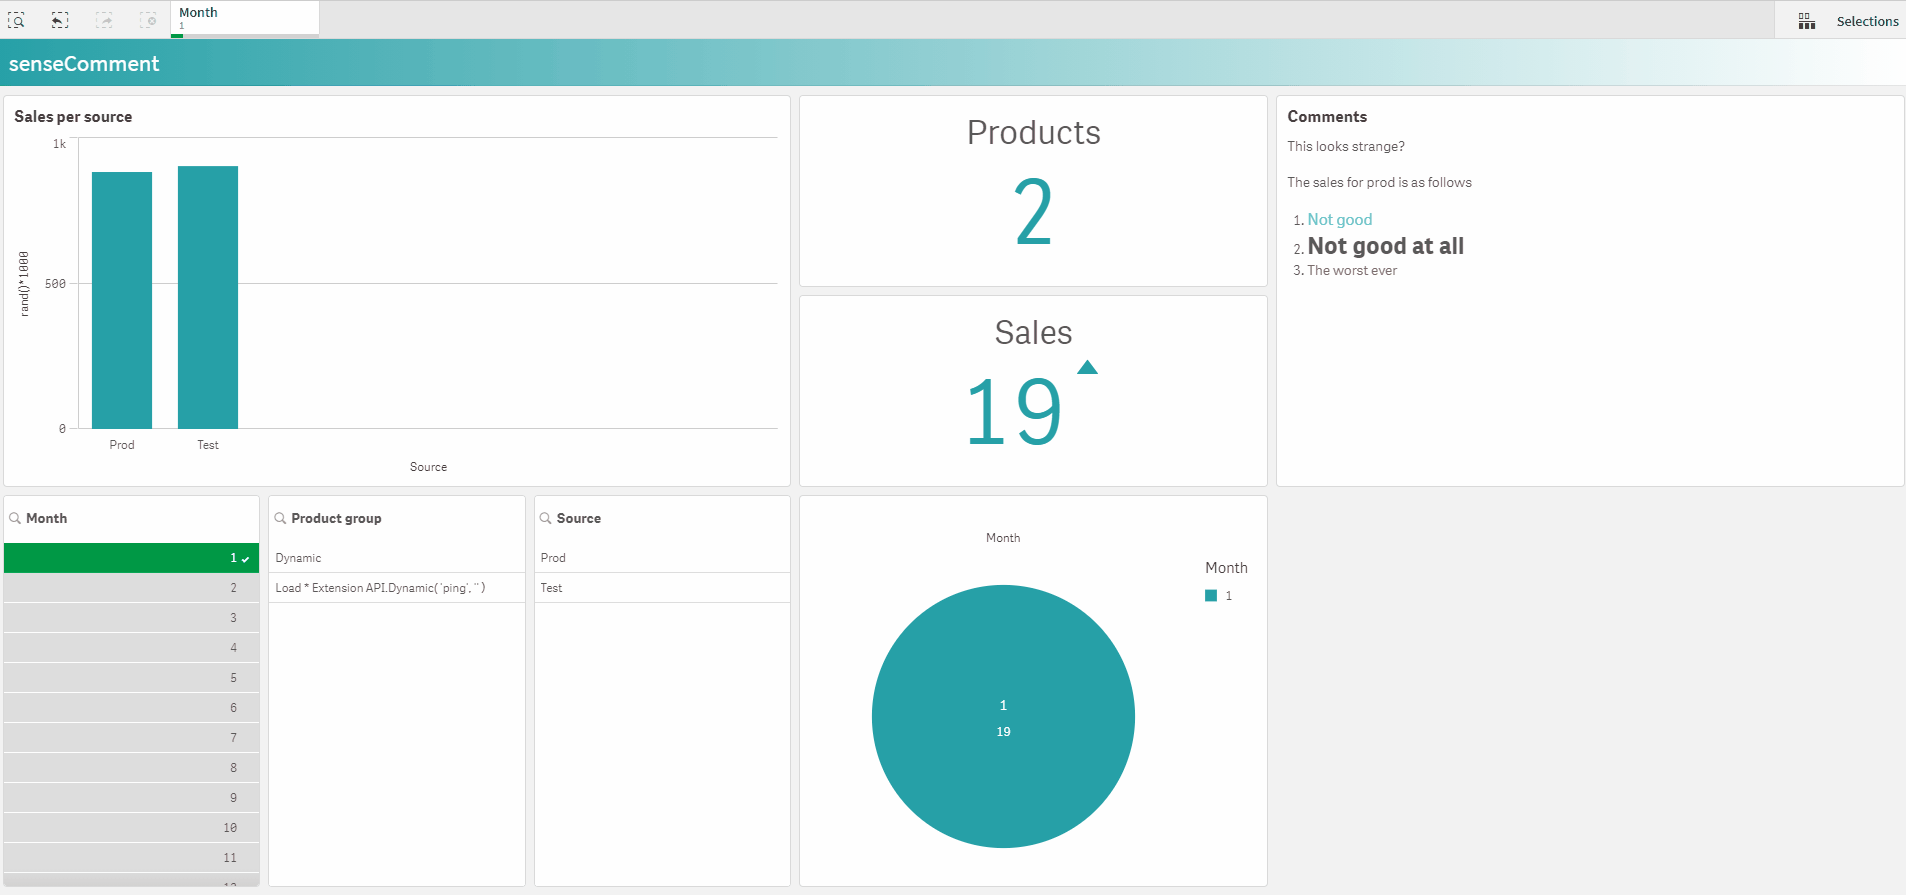 Month
1
Selections
senseComment
Sales per source
1k
500
0
rand()*1000
Prod
Test
Source
Products
2
Sales
19
Comments
This looks strange?
The sales for prod is as follows
1. Not good
2. Not good at all
3. The worst ever
Month
1
2
3
4
5
6
7
8
9
10
11
Product group
Dynamic
Load * Extension API.Dynamic('ping','')
Source
Prod
Test
Month
1
19
Month
1